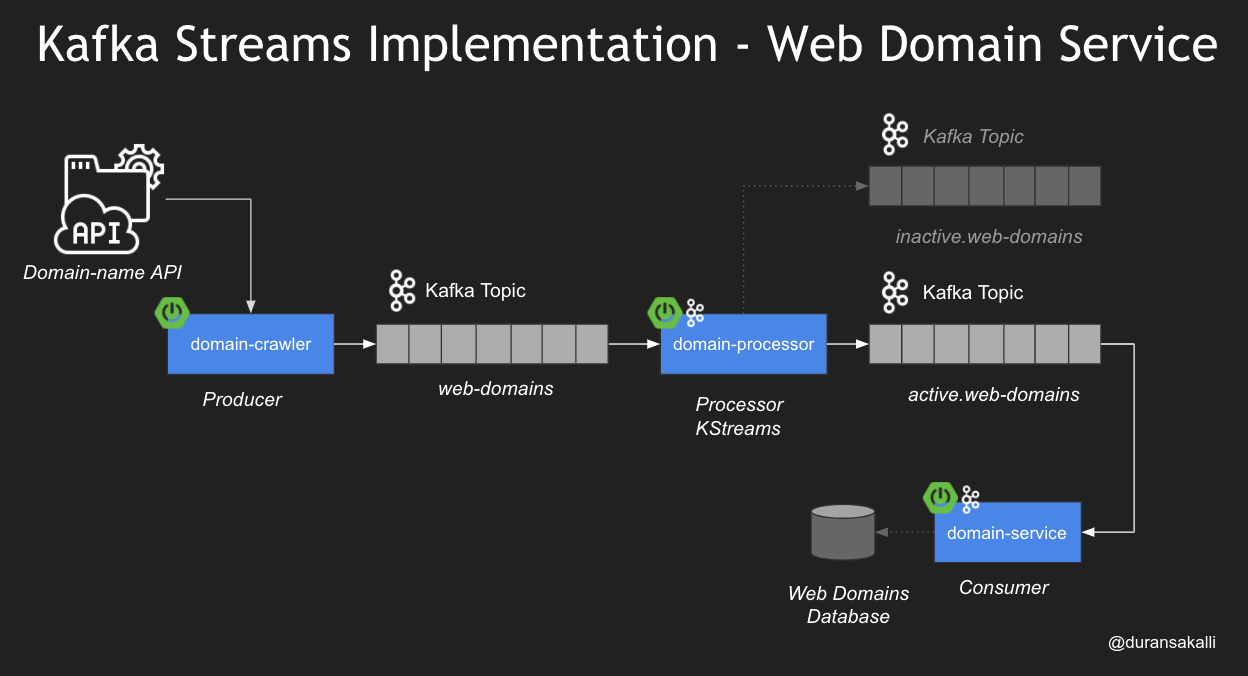 Kafka Streams Implementation - Web Domain Service
Kafka Topic
inactive.web-domains
API
Domain-name API
Kafka Topic
Kafka Topic
domain-crawler
domain-processor
Producer
web-domains
Processor
KStreams
active.web-domains
domain-service
Web Domains
Database
Consumer
@duransakalli